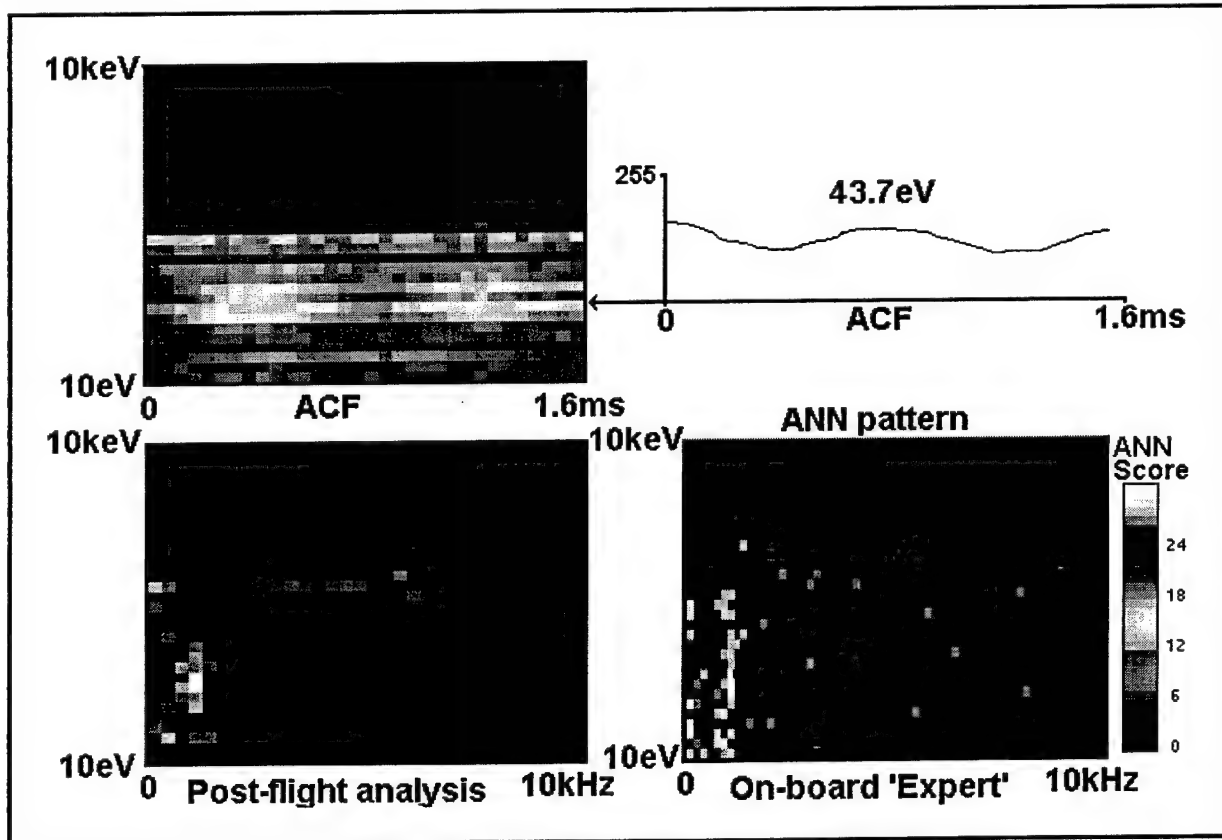 10keV
10eV
0 ACF 1.6ms
255
43.7eV
0 ACF 1.6ms
10keV
10eV
0 Post-flight analysis 10kHz
ANN pattern
10keV
10eV
0 On-board 'Expert' 10kHz
ANN
Score
24
18
12
6
0